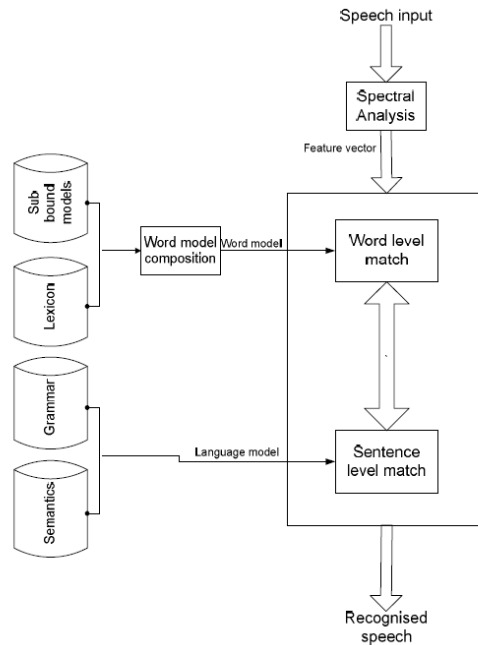 Speech input
Spectral
Analysis
Feature vector
Sub
bound
models
Word model
composition
Word model
Word level
match
Lexicon
Grammar
Language model
Sentence
level match
Semantics
Recognised
speech